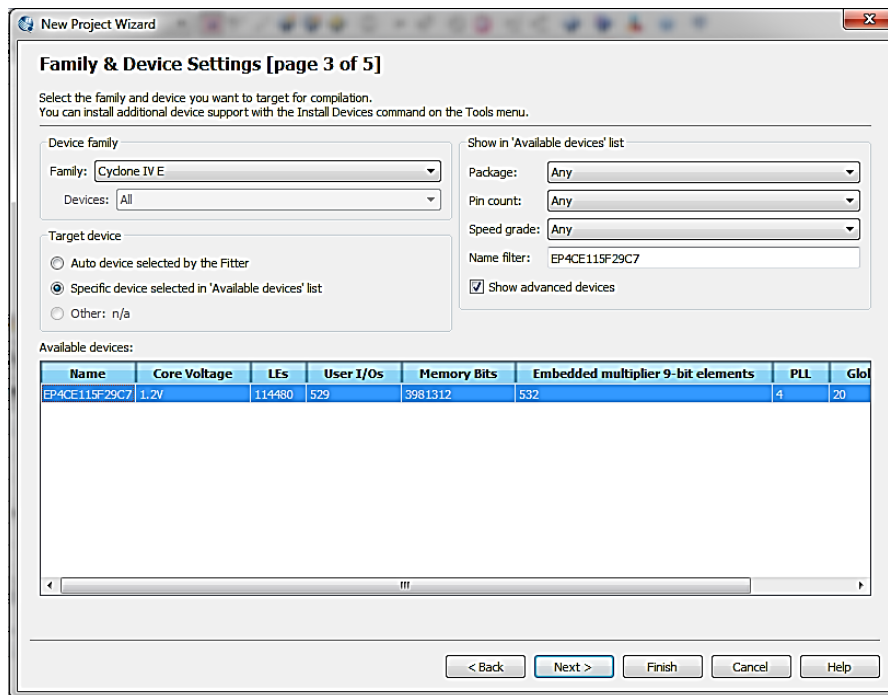 New Project Wizard
Family & Device Settings [page 3 of 5]
Select the family and device you want to target for compilation.
You can install additional device support with the Install Devices command on the Tools menu.
Device family
Family: Cyclone IV E
Devices: All
Target device
Auto device selected by the Fitter
Specific device selected in 'Available devices' list
Other: n/a
Show in 'Available devices' list
Package: Any
Pin count: Any
Speed grade: Any
Name filter: EP4CE115F29C7
Show advanced devices
Available devices:
Name Core Voltage LEs User I/Os Memory Bits Embedded multiplier 9-bit elements PLL Glol
EP4CE115F29C7 1.2V 114480 529 3981312 532 4 20
< Back Next > Finish Cancel Help